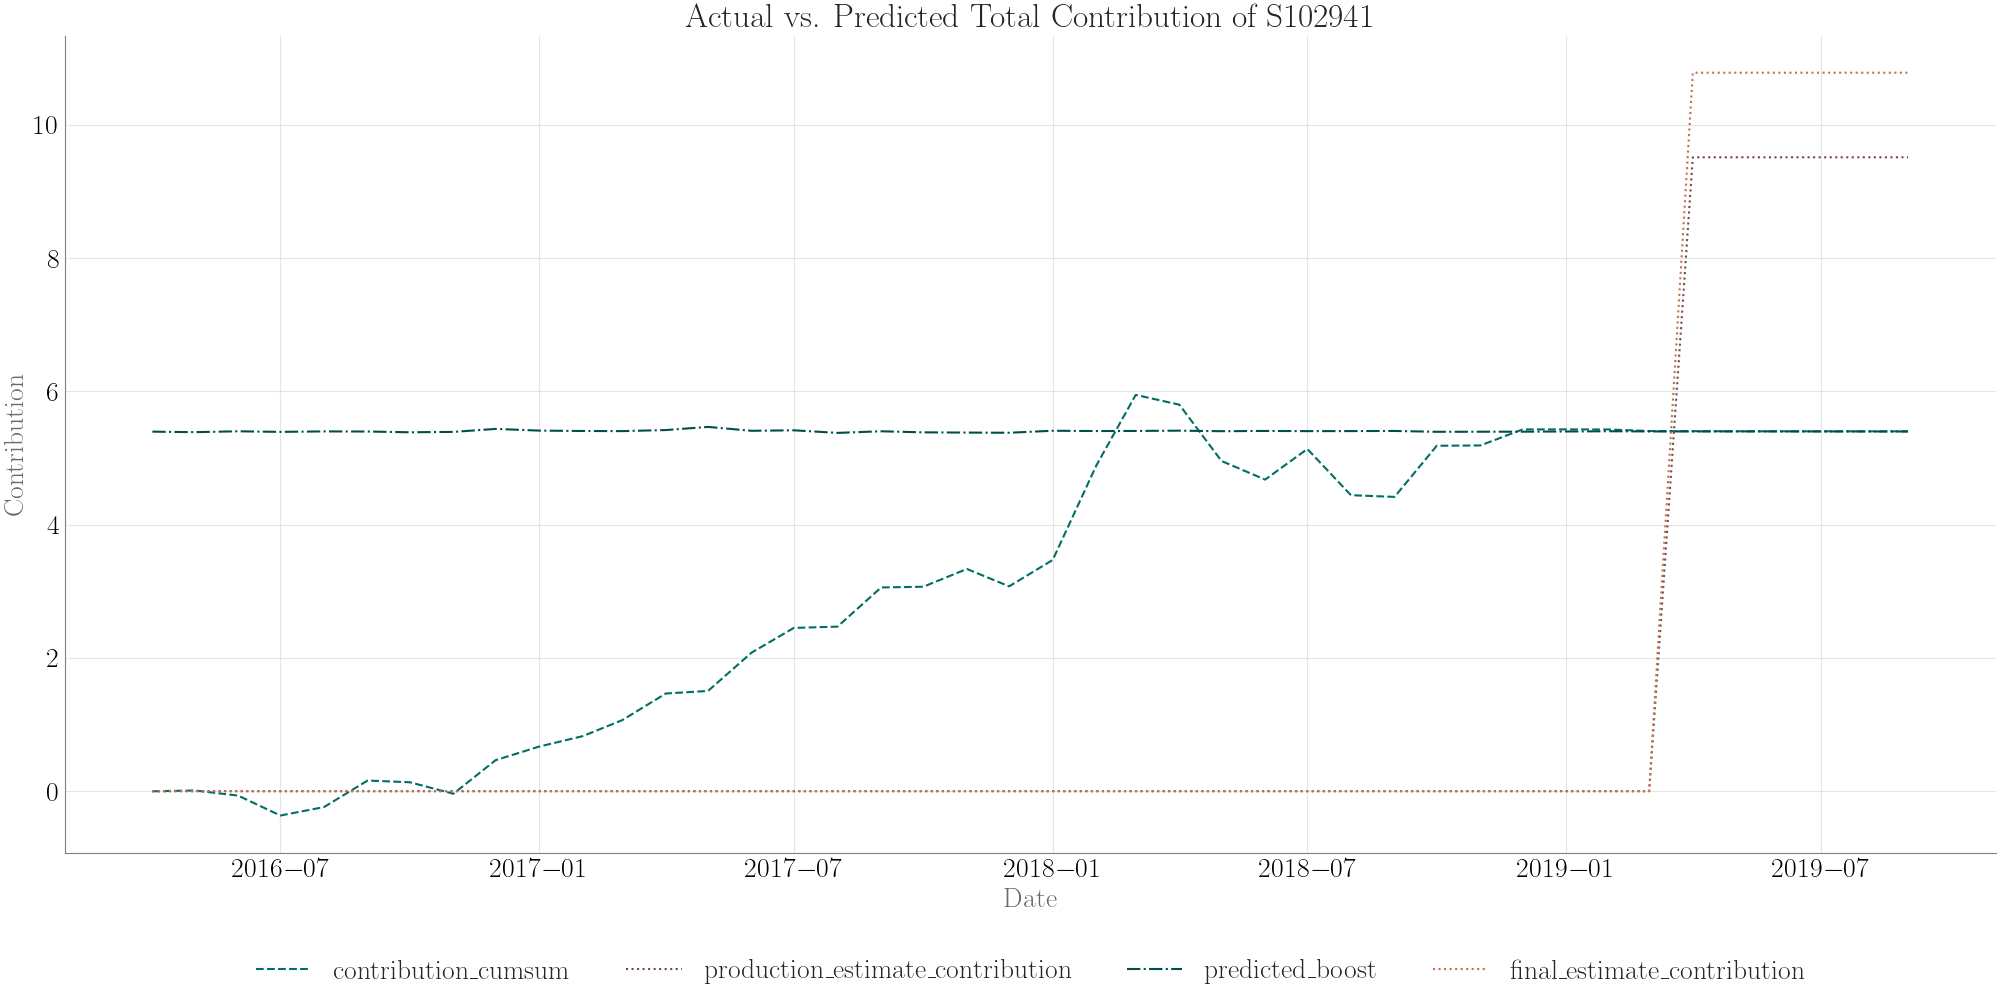 Actual vs. Predicted Total Contribution of S102941
10
8
6
4
2
0
Contribution
2016–07
2017–01
2017–07
2018–01
2018–07
2019–01
2019–07
Date
contribution_cumsum
production_estimate_contribution
predicted_boost
final_estimate_contribution